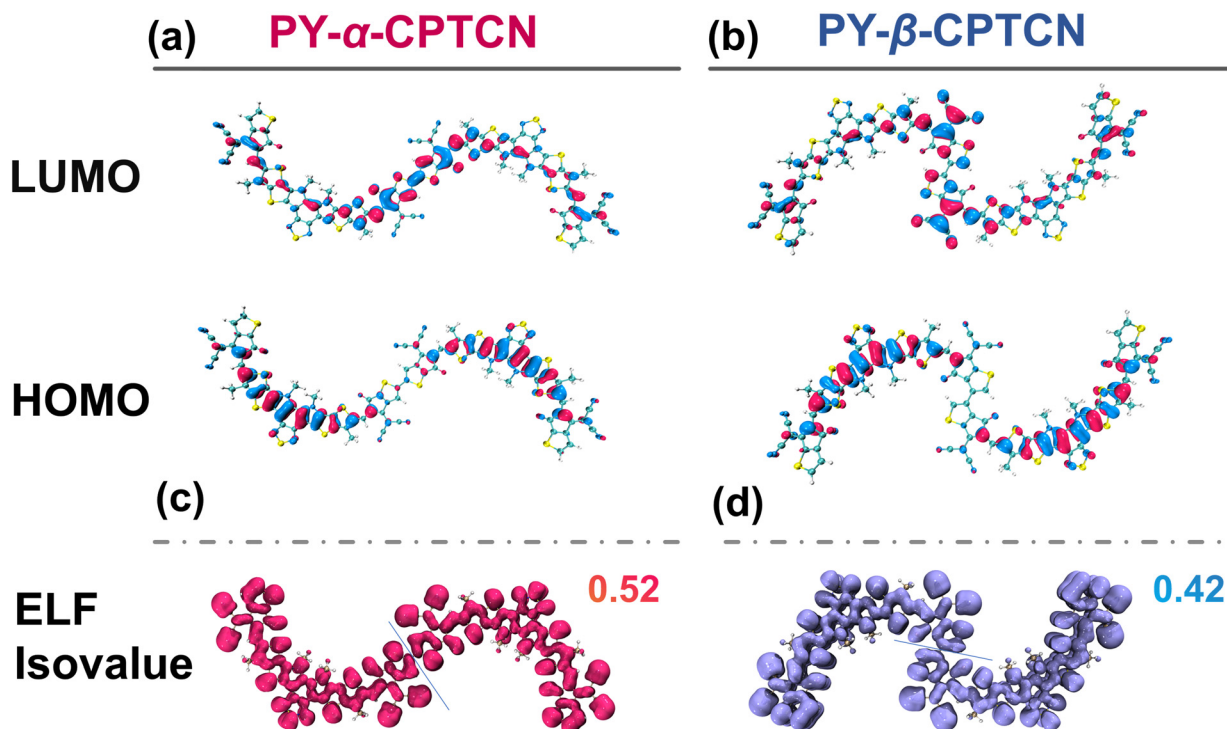 (a) PY-α-CPTCN
(b) PY-β-CPTCN
LUMO
HOMO
(c)
(d)
ELF
Isovalue
0.52
0.42